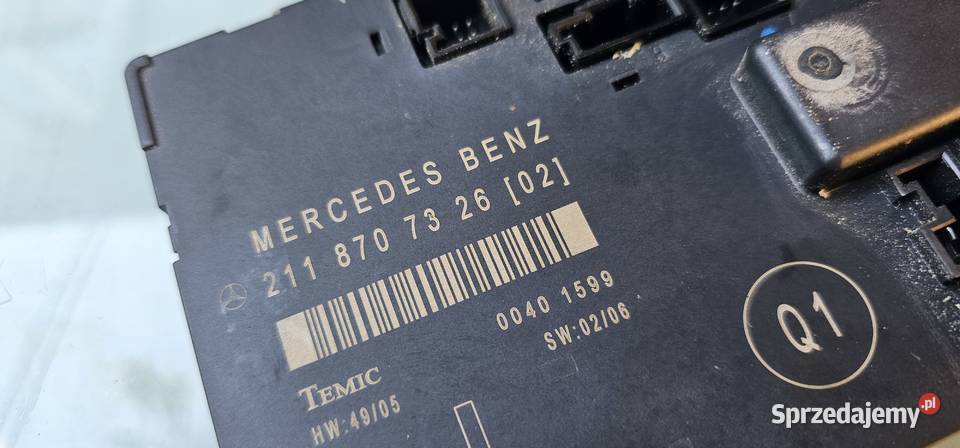 MERCEDES BENZ
211 870 73 26 [02]
0040 1599
SW:02/06
TEMIC
HW:49/05
Q1
Sprzedajemy.pl